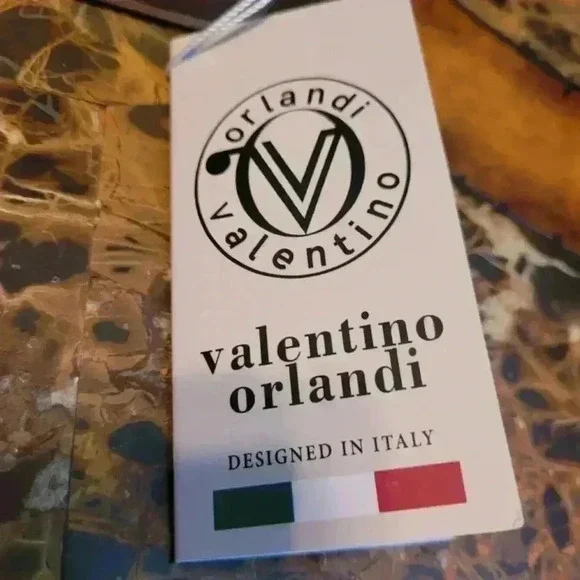 orlandi
V
valentino
valentino
orlandi
DESIGNED IN ITALY